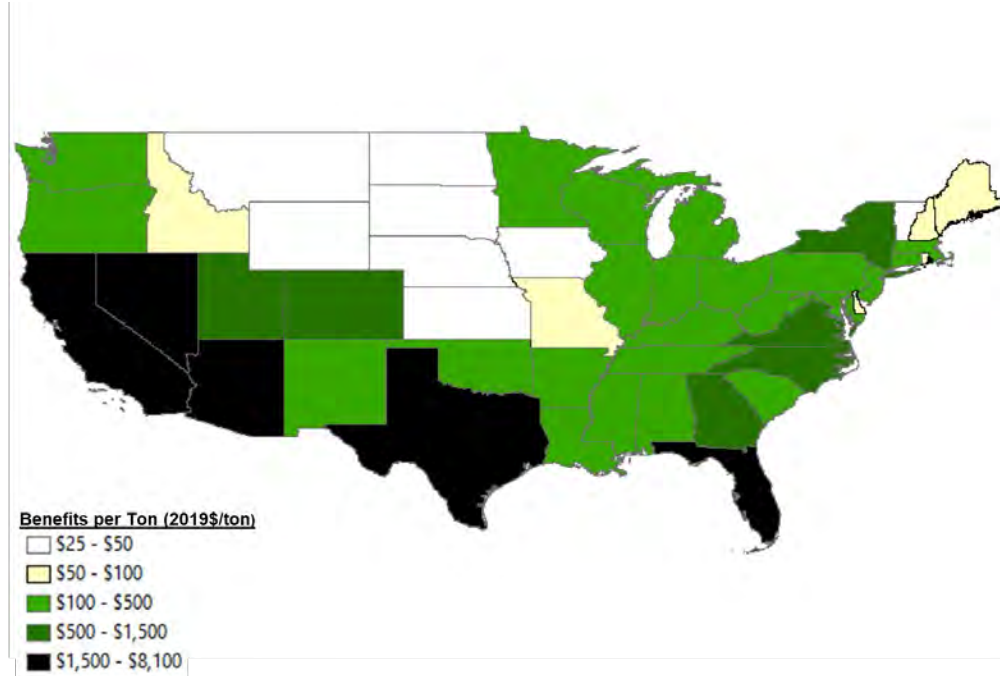 Benefits per Ton (2019$/ton)
$25 - $50
$50 - $100
$100 - $500
$500 - $1,500
$1,500 - $8,100